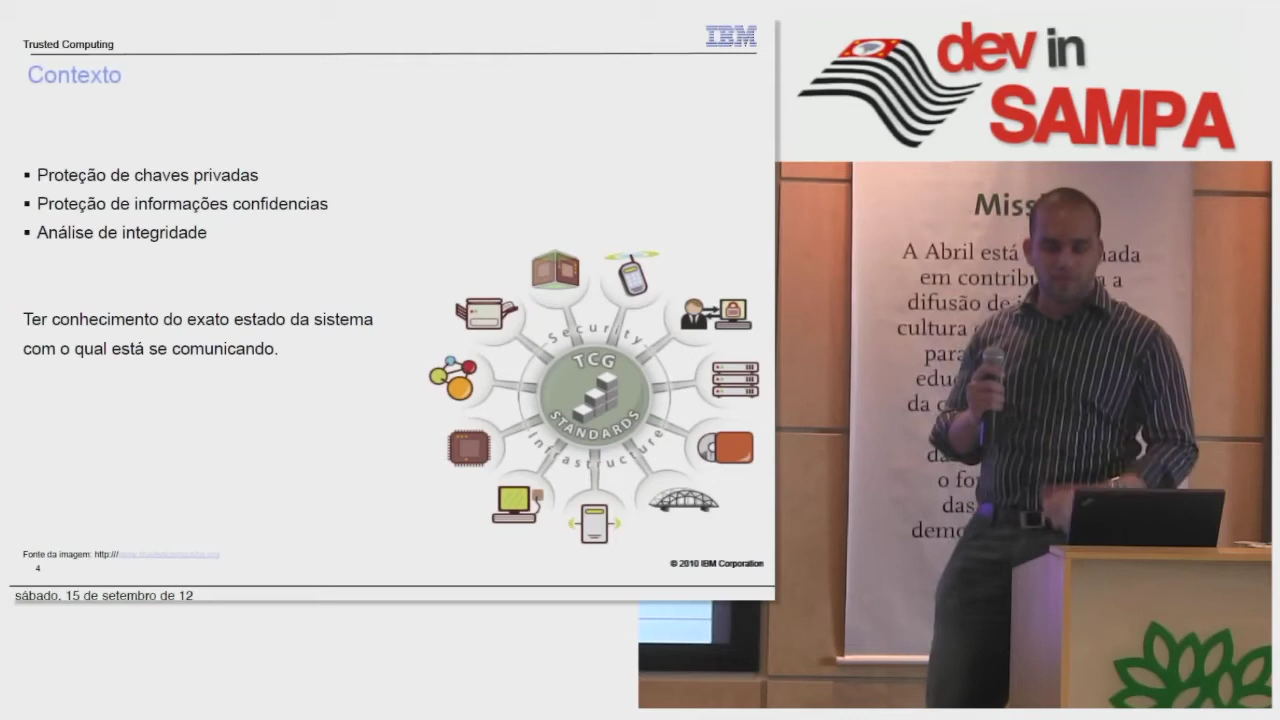 Trusted Computing
IBM
Contexto
Proteção de chaves privadas
Proteção de informações confidencias
Análise de integridade
Ter conhecimento do exato estado da sistema
com o qual está se comunicando.
Security
TCG
STANDARDS
Infrastructure
Fonte da imagem: http:///
4
© 2010 IBM Corporation
sábado, 15 de setembro de 12
dev in
SAMPA
Miss
A Abril está
em contribu a
difusão de
cultura
para
educ
da
da
o
das
demo